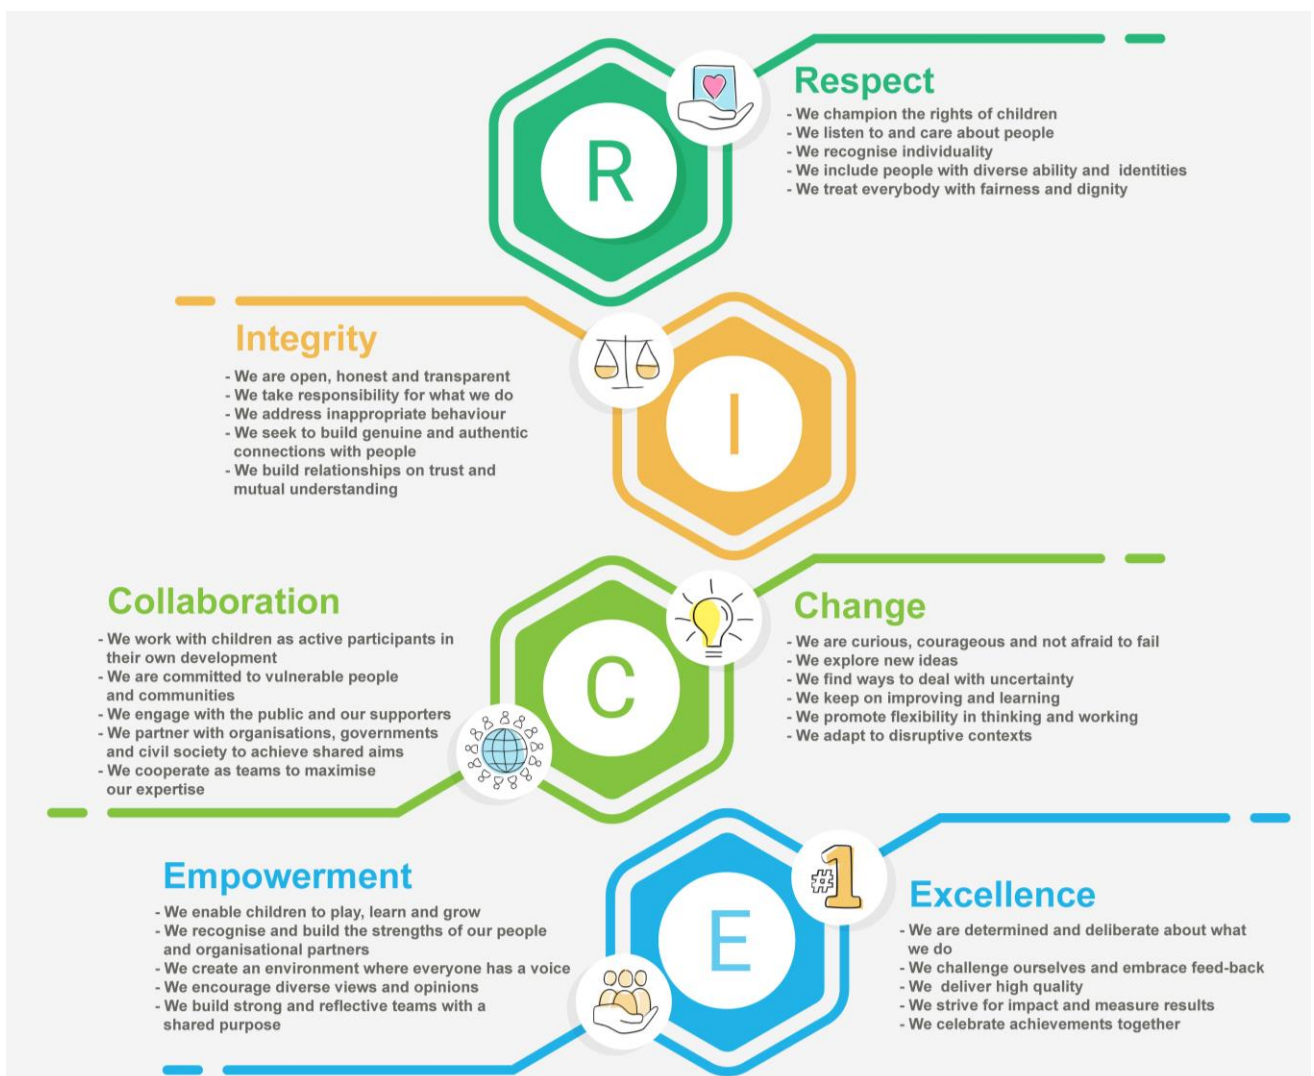 R
Respect
- We champion the rights of children
- We listen to and care about people
- We recognise individuality
- We include people with diverse ability and identities
- We treat everybody with fairness and dignity
Integrity
- We are open, honest and transparent
- We take responsibility for what we do
- We address inappropriate behaviour
- We seek to build genuine and authentic
connections with people
- We build relationships on trust and
mutual understanding
I
Collaboration
- We work with children as active participants in
their own development
- We are committed to vulnerable people
and communities
- We engage with the public and our supporters
- We partner with organisations, governments
and civil society to achieve shared aims
- We cooperate as teams to maximise
our expertise
C
Change
- We are curious, courageous and not afraid to fail
- We explore new ideas
- We find ways to deal with uncertainty
- We keep on improving and learning
- We promote flexibility in thinking and working
- We adapt to disruptive contexts
Empowerment
- We enable children to play, learn and grow
- We recognise and build the strengths of our people
and organisational partners
- We create an environment where everyone has a voice
- We encourage diverse views and opinions
- We build strong and reflective teams with a
shared purpose
E
#1
Excellence
- We are determined and deliberate about what
we do
- We challenge ourselves and embrace feed-back
- We deliver high quality
- We strive for impact and measure results
- We celebrate achievements together